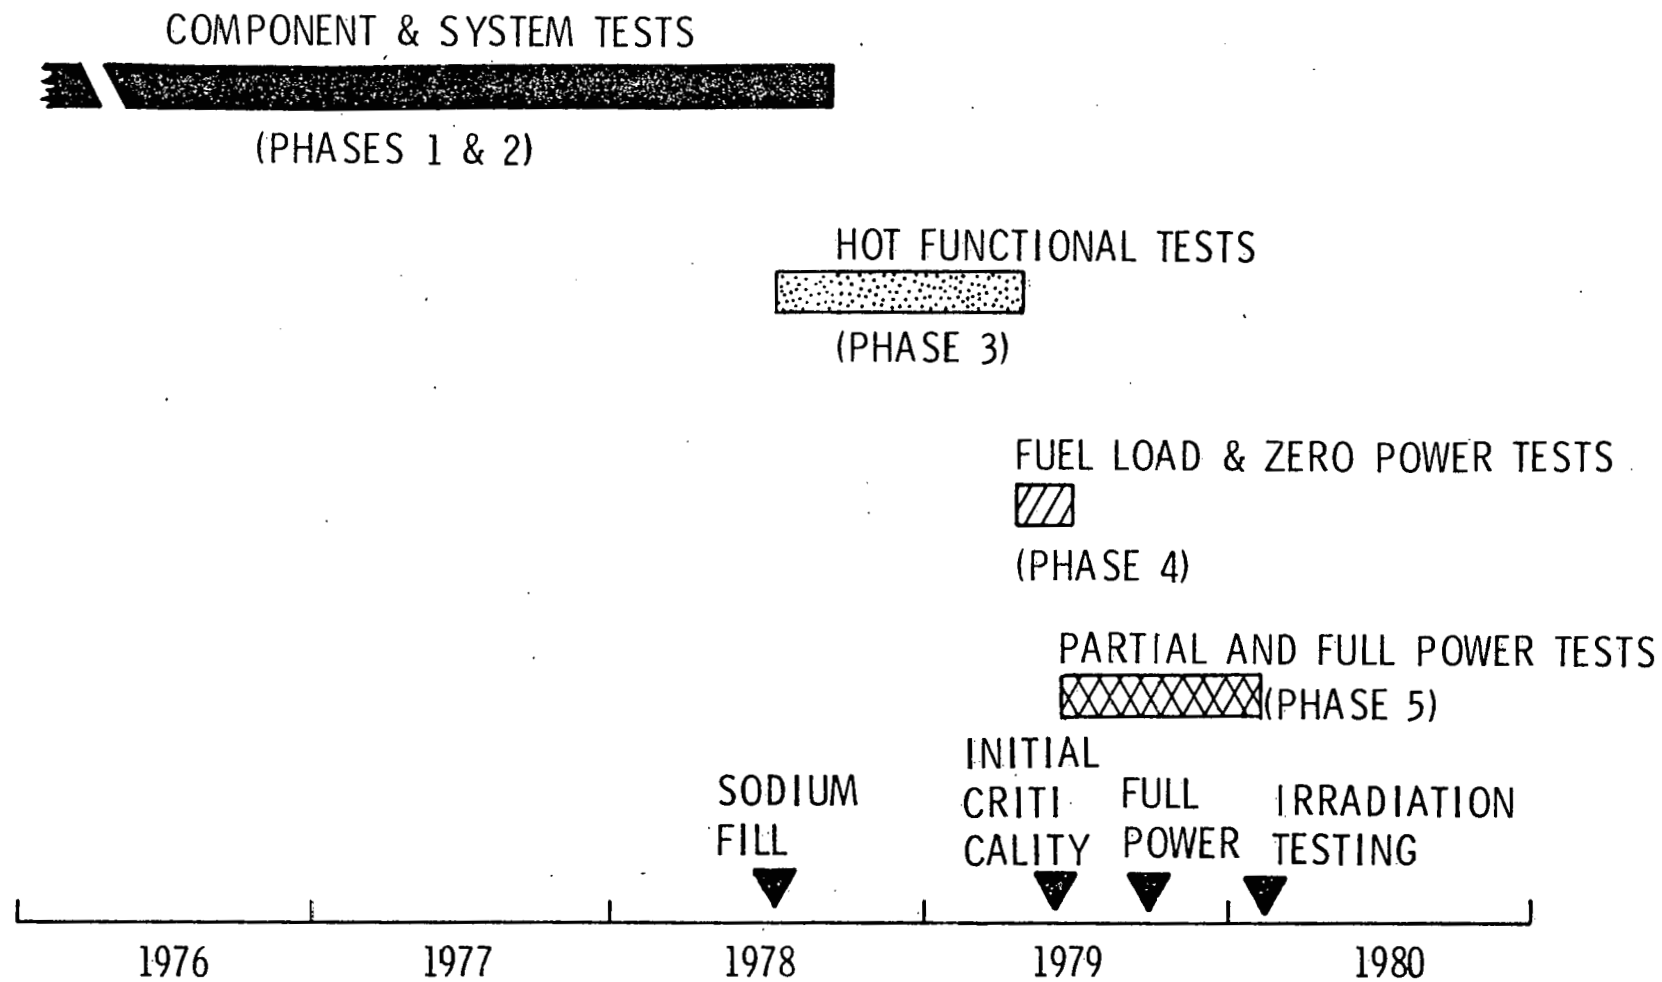 COMPONENT & SYSTEM TESTS
(PHASES 1 & 2)
HOT FUNCTIONAL TESTS
(PHASE 3)
FUEL LOAD & ZERO POWER TESTS
(PHASE 4)
PARTIAL AND FULL POWER TESTS
(PHASE 5)
SODIUM
FILL
INITIAL
CRITI
CALITY
FULL
POWER
IRRADIATION
TESTING
1976 1977 1978 1979 1980